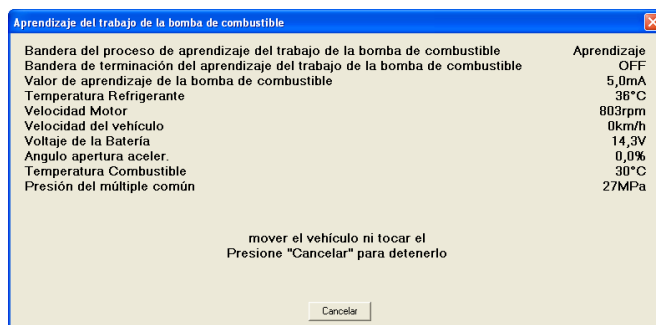 Aprendizaje del trabajo de la bomba de combustible
Bandera del proceso de aprendizaje del trabajo de la bomba de combustible Aprendizaje
Bandera de terminación del aprendizaje del trabajo de la bomba de combustible OFF
Valor de aprendizaje de la bomba de combustible 5,0mA
Temperatura Refrigerante 36°C
Velocidad Motor 803rpm
Velocidad del vehículo 0km/h
Voltaje de la Batería 14,3V
Angulo apertura aceler. 0,0%
Temperatura Combustible 30°C
Presión del múltiple común 27MPa
mover el vehículo ni tocar el
Presione "Cancelar" para detenerlo
Cancelar